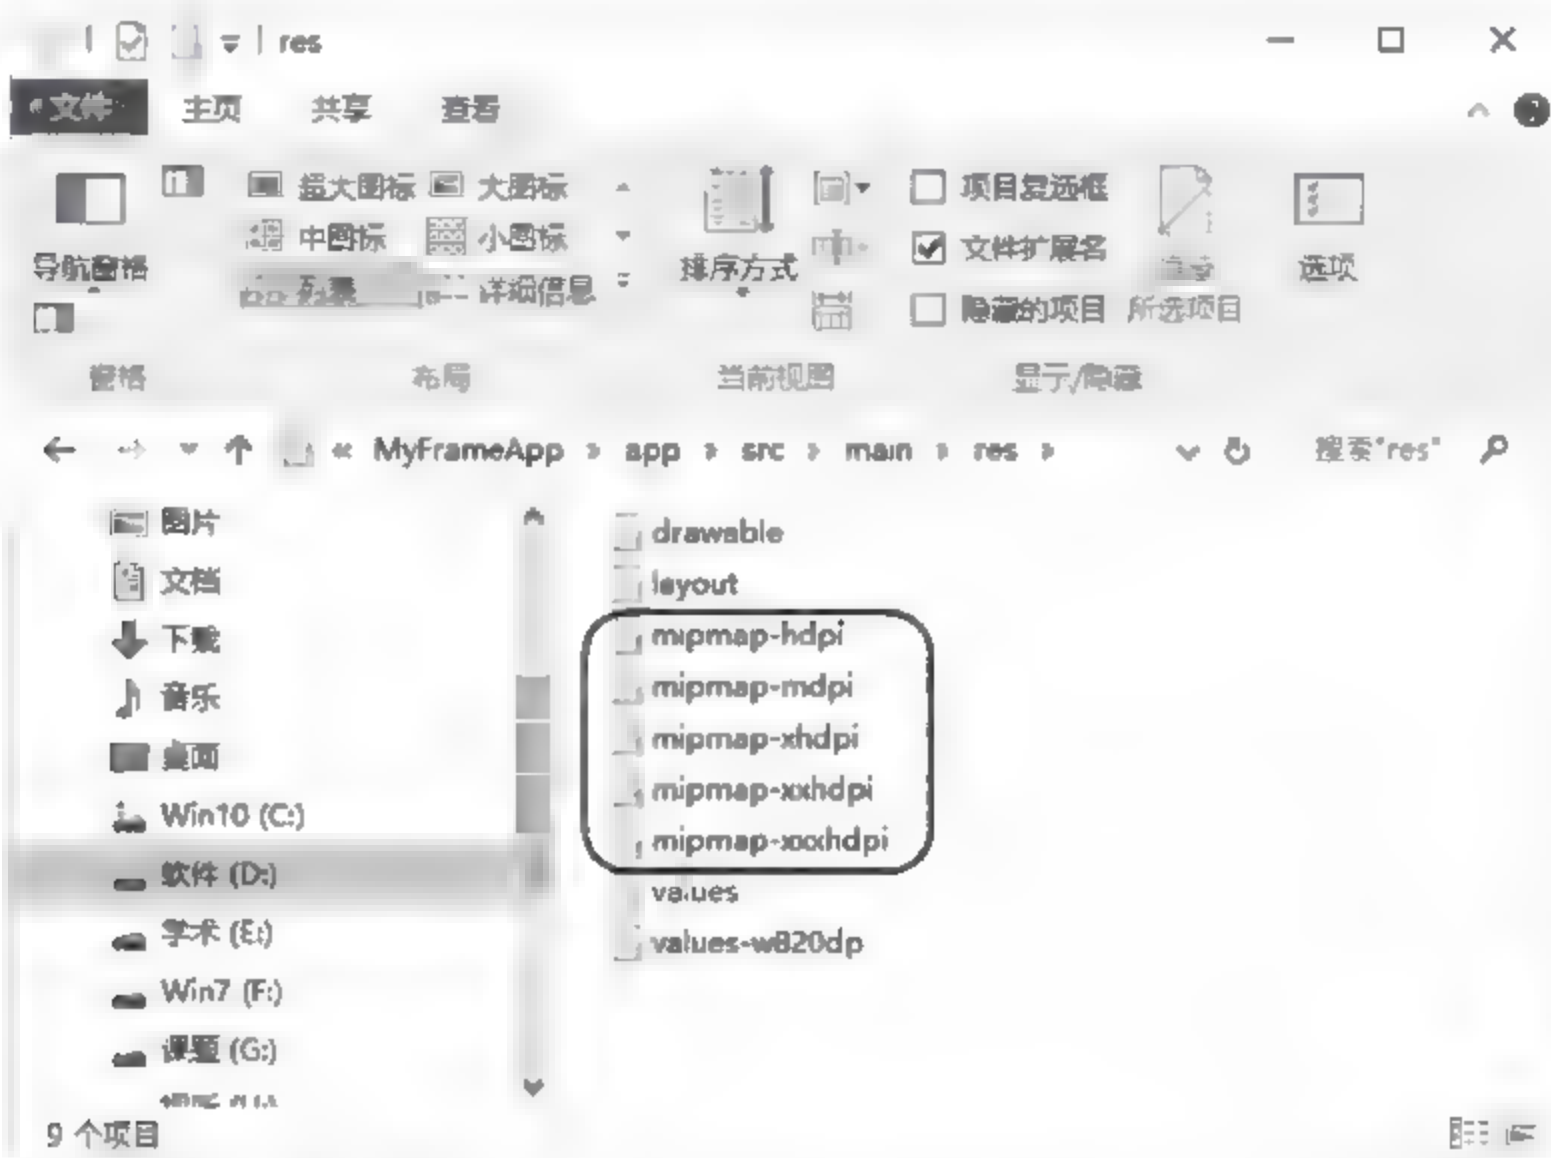 res
文件 主页 共享 查看
超大图标 大图标 项目复选框
中图标 小图标 文件扩展名
导航窗格 列表 详细信息 排序方式 选项
隐藏的项目 所选项目
窗格 布局 当前视图 显示/隐藏
« MyFrameApp › app › src › main › res › 搜索"res"
图片
文档
下载
音乐
桌面
Win10 (C:)
软件 (D:)
学术 (E:)
Win7 (F:)
课题 (G:)
drawable
layout
mipmap-hdpi
mipmap-mdpi
mipmap-xhdpi
mipmap-xxhdpi
mipmap-xxxhdpi
values
values-w820dp
9 个项目